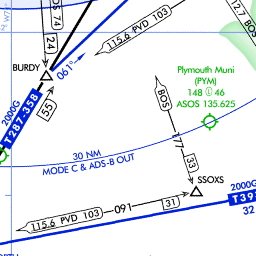 OS 74
24
BURDY
061°
115.6 PVD 103
12.7
Plymouth Muni
(PYM)
148 Ⓛ 46
ASOS 135.625
BOS
2000G
T287-358
55
177
33
30 NM
MODE C & ADS-B OUT
SSOXS
115.6 PVD 103
091
31
2000G
T39
32